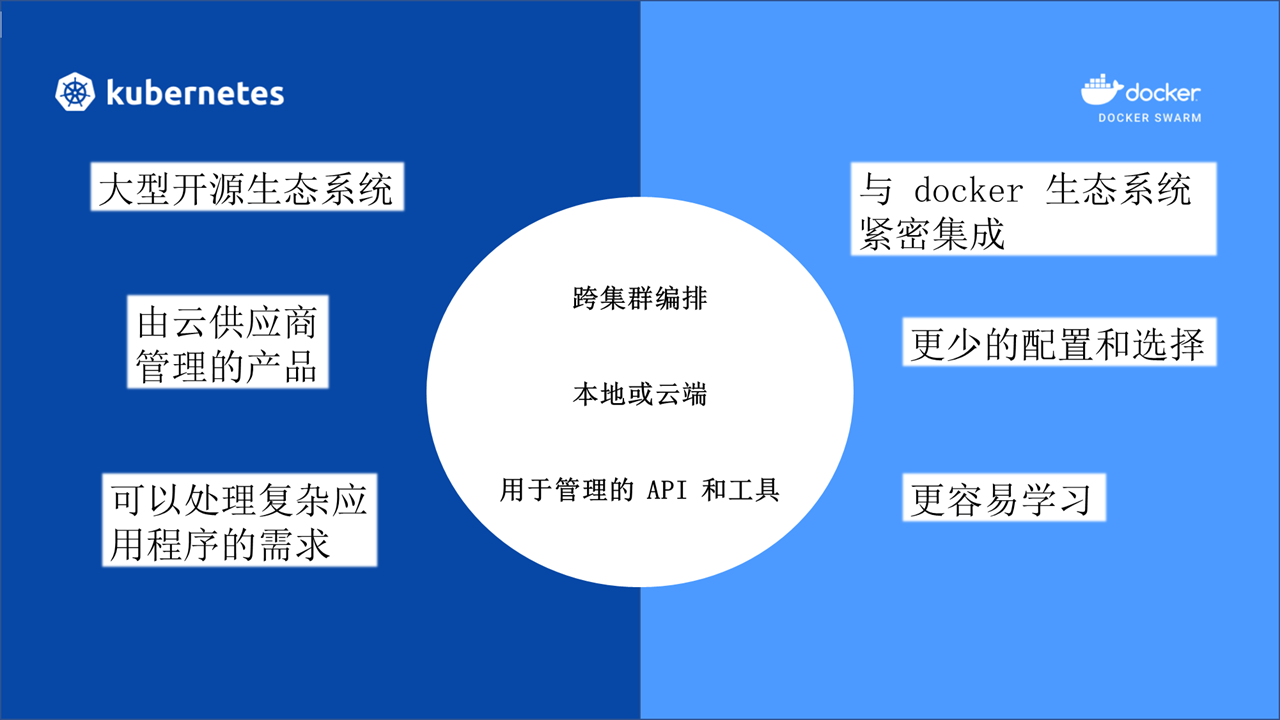 kubernetes
大型开源生态系统
由云供应商
管理的产品
可以处理复杂应
用程序的需求
跨集群编排
本地或云端
用于管理的 API 和工具
docker
DOCKER SWARM
与 docker 生态系统
紧密集成
更少的配置和选择
更容易学习